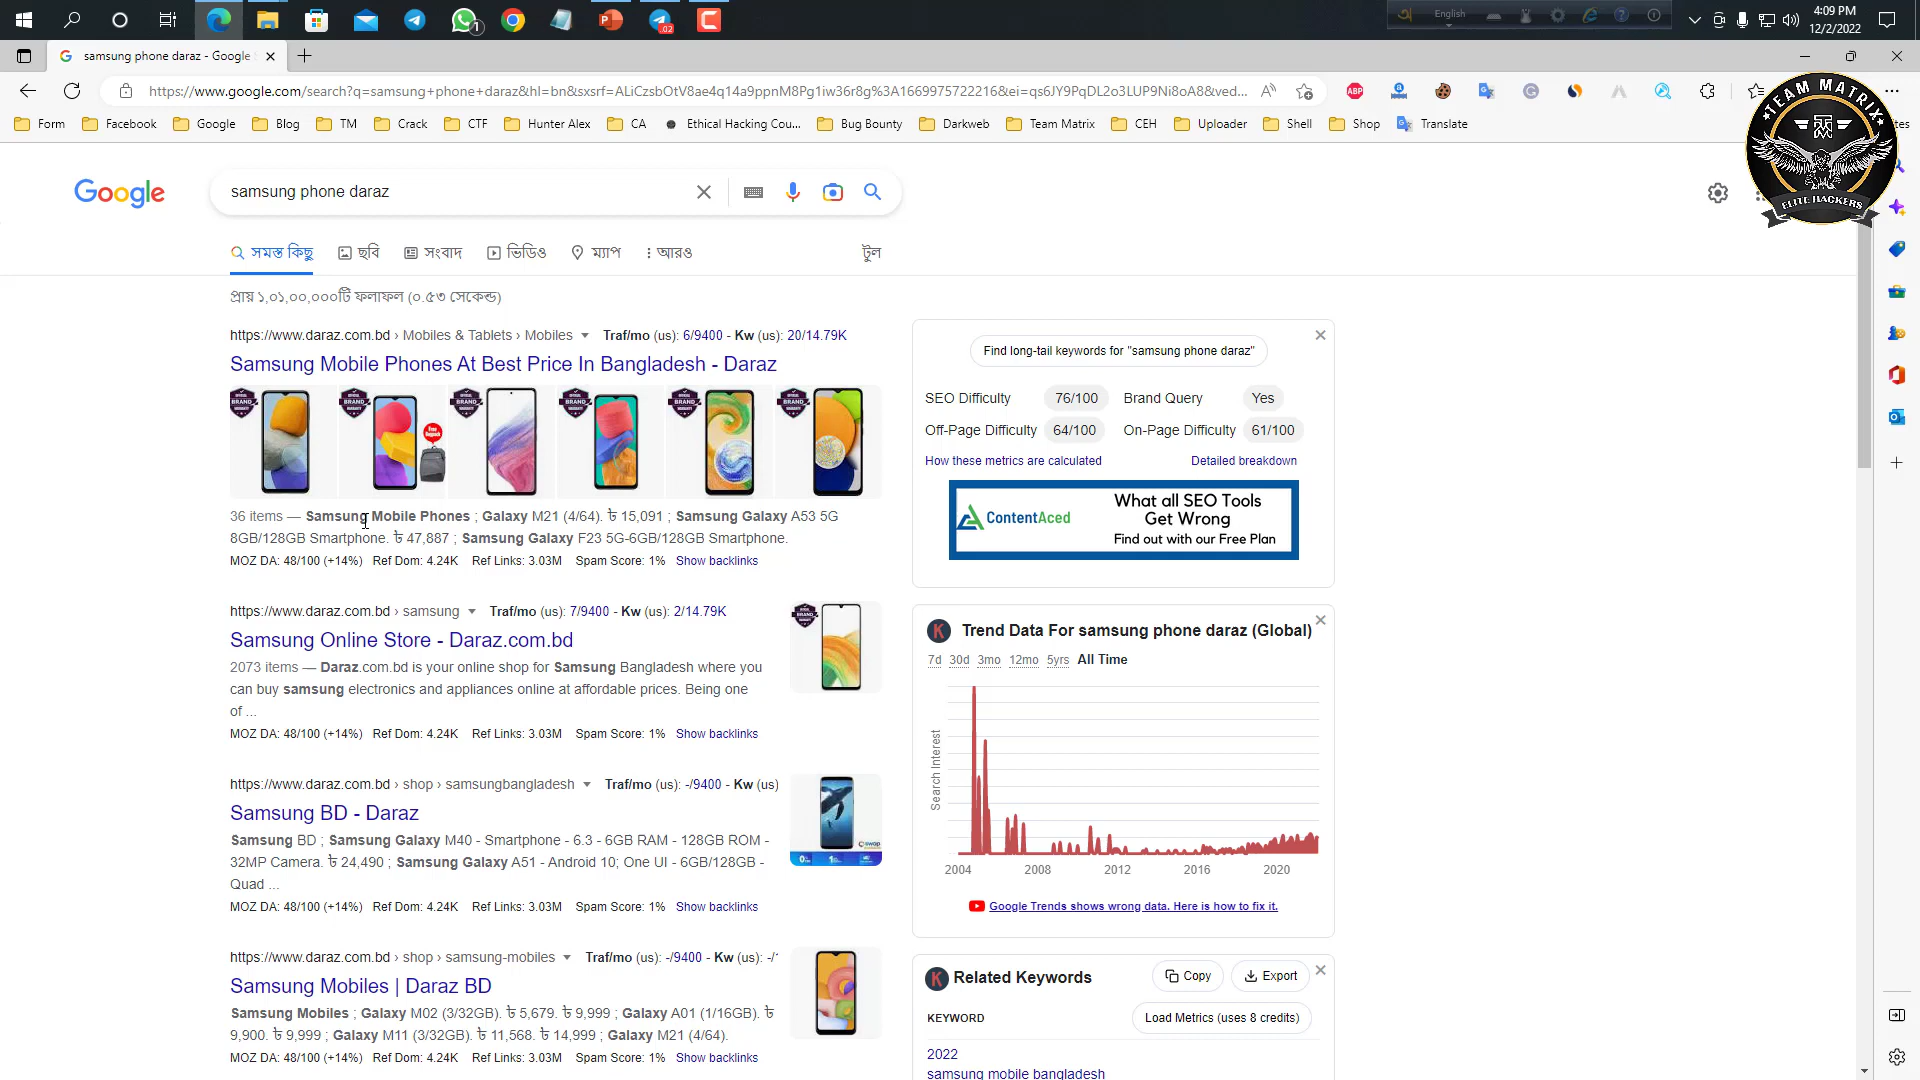 English
4:09 PM
12/2/2022
1
.02
samsung phone daraz - Google
https://www.google.com/search?q=samsung+phone+daraz&hl=bn&sxsrf=ALiCzsbOtV8ae4q14a9ppnM8Pg1iw36r8g%3A1669975722216&ei=qs6JY9PqDL2o3LUP9Ni8oA8&ved...
ABP
Form Facebook Google Blog TM Crack CTF Hunter Alex CA Ethical Hacking Cou... Bug Bounty Darkweb Team Matrix CEH Uploader Shell Shop Translate
TEAM MATRIX
TM
ELITE HACKERS
Google
samsung phone daraz
সমস্ত কিছু ছবি সংবাদ ভিডিও ম্যাপ আরও টুল
প্রায় ১,০১,০০,০০০টি ফলাফল (০.৫৩ সেকেন্ড)
https://www.daraz.com.bd › Mobiles & Tablets › Mobiles Traf/mo (us): 6/9400 - Kw (us): 20/14.79K
Samsung Mobile Phones At Best Price In Bangladesh - Daraz
36 items — Samsung Mobile Phones ; Galaxy M21 (4/64). ৳ 15,091 ; Samsung Galaxy A53 5G
8GB/128GB Smartphone. ৳ 47,887 ; Samsung Galaxy F23 5G-6GB/128GB Smartphone.
MOZ DA: 48/100 (+14%) Ref Dom: 4.24K Ref Links: 3.03M Spam Score: 1% Show backlinks
https://www.daraz.com.bd › samsung Traf/mo (us): 7/9400 - Kw (us): 2/14.79K
Samsung Online Store - Daraz.com.bd
2073 items — Daraz.com.bd is your online shop for Samsung Bangladesh where you
can buy samsung electronics and appliances online at affordable prices. Being one
of ...
MOZ DA: 48/100 (+14%) Ref Dom: 4.24K Ref Links: 3.03M Spam Score: 1% Show backlinks
https://www.daraz.com.bd › shop › samsungbangladesh Traf/mo (us): -/9400 - Kw (us)
Samsung BD - Daraz
Samsung BD ; Samsung Galaxy M40 - Smartphone - 6.3 - 6GB RAM - 128GB ROM -
32MP Camera. ৳ 24,490 ; Samsung Galaxy A51 - Android 10; One UI - 6GB/128GB -
Quad ...
MOZ DA: 48/100 (+14%) Ref Dom: 4.24K Ref Links: 3.03M Spam Score: 1% Show backlinks
https://www.daraz.com.bd › shop › samsung-mobiles Traf/mo (us): -/9400 - Kw (us): -/
Samsung Mobiles | Daraz BD
Samsung Mobiles ; Galaxy M02 (3/32GB). ৳ 5,679. ৳ 9,999 ; Galaxy A01 (1/16GB). ৳
9,900. ৳ 9,999 ; Galaxy M11 (3/32GB). ৳ 11,568. ৳ 14,999 ; Galaxy M21 (4/64).
MOZ DA: 48/100 (+14%) Ref Dom: 4.24K Ref Links: 3.03M Spam Score: 1% Show backlinks
Find long-tail keywords for "samsung phone daraz"
SEO Difficulty 76/100 Brand Query Yes
Off-Page Difficulty 64/100 On-Page Difficulty 61/100
How these metrics are calculated Detailed breakdown
ContentAced
What all SEO Tools
Get Wrong
Find out with our Free Plan
K Trend Data For samsung phone daraz (Global)
7d 30d 3mo 12mo 5yrs All Time
Search Interest
2004 2008 2012 2016 2020
Google Trends shows wrong data. Here is how to fix it.
K Related Keywords Copy Export
KEYWORD Load Metrics (uses 8 credits)
2022
samsung mobile bangladesh